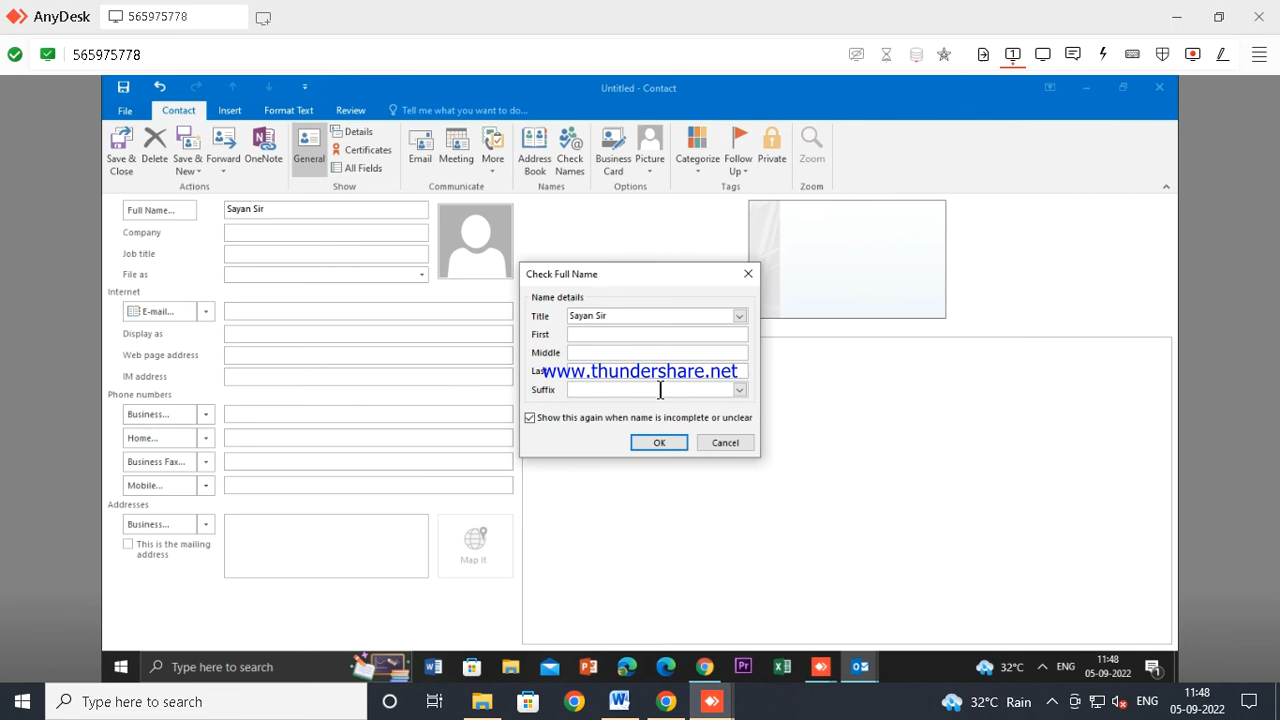 AnyDesk
565975778
565975778
1
Untitled - Contact
File
Contact
Insert
Format Text
Review
Tell me what you want to do...
Save & Close
Delete
Save & New
Forward
OneNote
General
Details
Certificates
All Fields
Email
Meeting
More
Address Book
Check Names
Business Card
Picture
Categorize
Follow Up
Private
Zoom
Actions
Show
Communicate
Names
Options
Tags
Zoom
Full Name...
Sayan Sir
Company
Job title
File as
Internet
E-mail...
Display as
Web page address
IM address
Phone numbers
Business...
Home...
Business Fax...
Mobile...
Addresses
Business...
This is the mailing
address
Map It
Check Full Name
Name details
Title
Sayan Sir
First
Middle
Las
www.thundershare.net
Suffix
Show this again when name is incomplete or unclear
OK
Cancel
Type here to search
32°C
ENG
11:48
05-09-2022
1
Type here to search
32°C Rain
ENG
11:48
05-09-2022